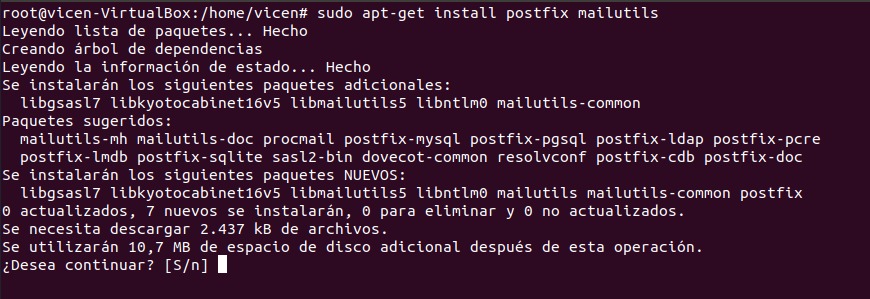 root@vicen-VirtualBox:/home/vicen# sudo apt-get install postfix mailutils
Leyendo lista de paquetes... Hecho
Creando árbol de dependencias
Leyendo la información de estado... Hecho
Se instalarán los siguientes paquetes adicionales:
  libgsasl7 libkyotocabinet16v5 libmailutils5 libntlm0 mailutils-common
Paquetes sugeridos:
  mailutils-mh mailutils-doc procmail postfix-mysql postfix-pgsql postfix-ldap postfix-pcre
  postfix-lmdb postfix-sqlite sasl2-bin dovecot-common resolvconf postfix-cdb postfix-doc
Se instalarán los siguientes paquetes NUEVOS:
  libgsasl7 libkyotocabinet16v5 libmailutils5 libntlm0 mailutils mailutils-common postfix
0 actualizados, 7 nuevos se instalarán, 0 para eliminar y 0 no actualizados.
Se necesita descargar 2.437 kB de archivos.
Se utilizarán 10,7 MB de espacio de disco adicional después de esta operación.
¿Desea continuar? [S/n]